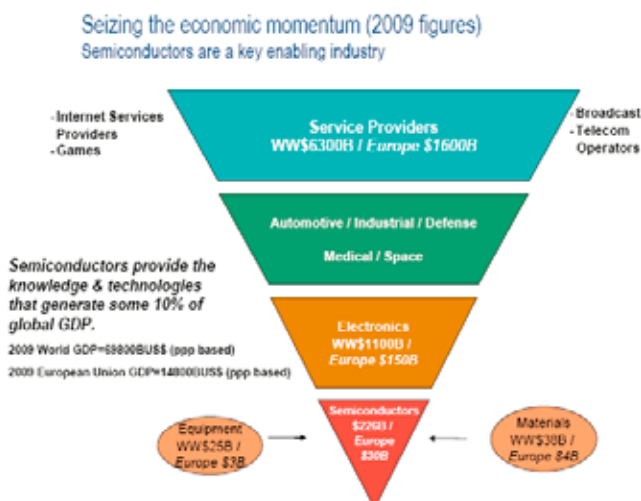 Seizing the economic momentum (2009 figures)
Semiconductors are a key enabling industry
-Internet Services
Providers
-Games
Service Providers
WW$6300B / Europe $1600B
-Broadcast
-Telecom
Operators
Automotive / Industrial / Defense
Medical / Space
Semiconductors provide the
knowledge & technologies
that generate some 10% of
global GDP.
2009 World GDP=69800BUS$ (ppp based)
2009 European Union GDP=14800BUS$ (ppp based)
Electronics
WW$1100B /
Europe $150B
Semiconductors
$226B /
Europe
$30B
Equipment
WW$25B /
Europe $3B
Materials
WW$38B /
Europe $4B